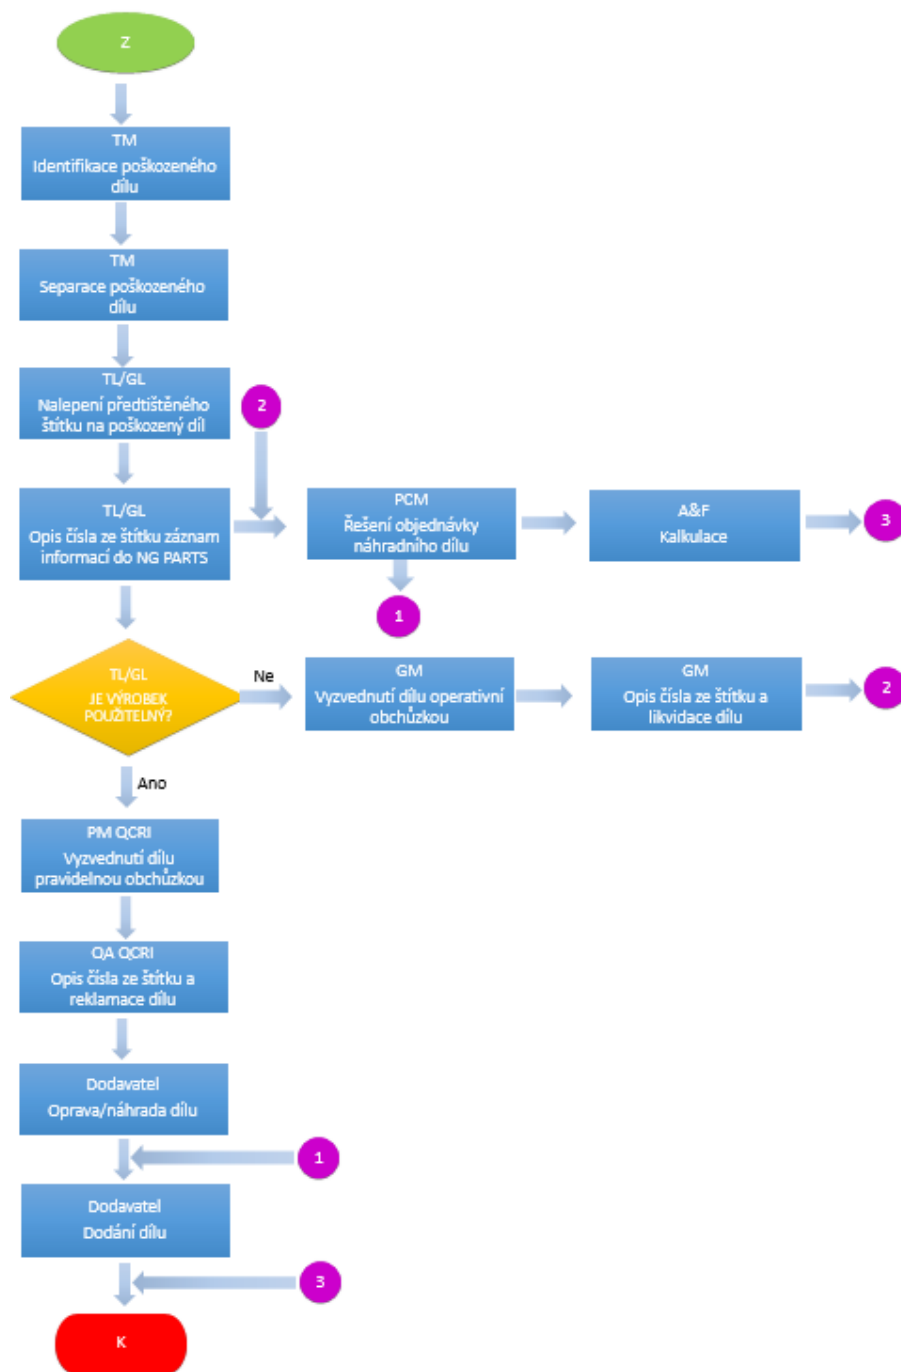 Z
TM
Identifikace poškozeného
dílu
TM
Separace poškozeného
dílu
TL/GL
Nalepení předtištěného
štítku na poškozený díl
2
TL/GL
Opis čísla ze štítku záznam
informací do NG PARTS
PCM
Řešení objednávky
náhradního dílu
A&F
Kalkulace
3
1
TL/GL
JE VÝROBEK
POUŽITELNÝ?
Ne
GM
Vyzvednutí dílu operativní
obchůzkou
GM
Opis čísla ze štítku a
likvidace dílu
2
Ano
PM QCRI
Vyzvednutí dílu
pravidelnou obchůzkou
QA QCRI
Opis čísla ze štítku a
reklamace dílu
Dodavatel
Oprava/náhrada dílu
1
Dodavatel
Dodání dílu
3
K